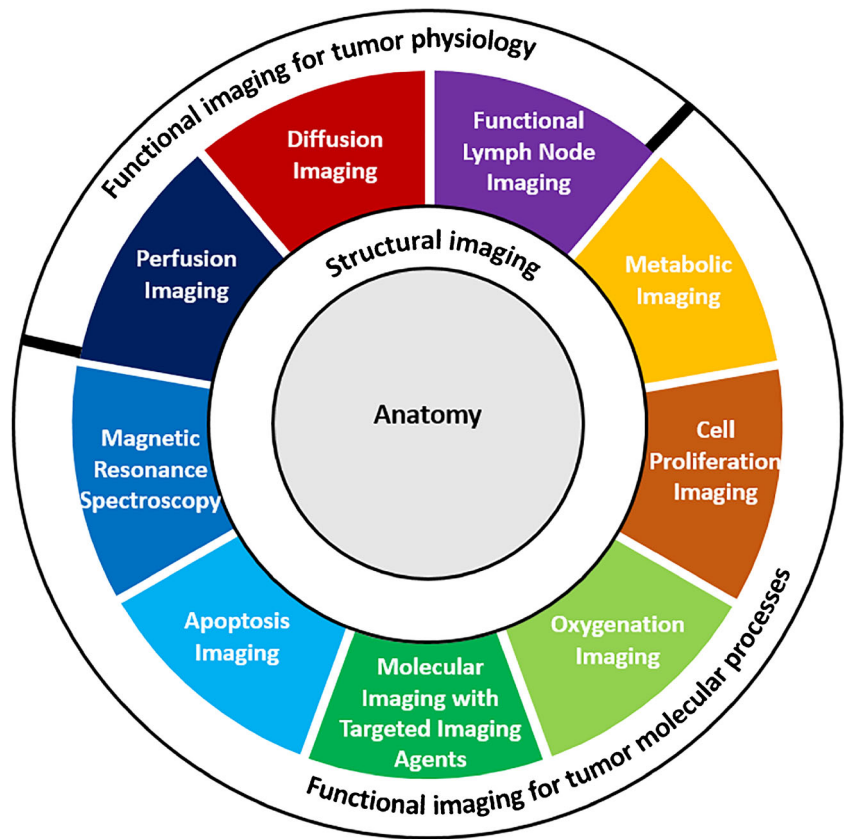 Functional imaging for tumor physiology
Diffusion
Imaging
Functional
Lymph Node
Imaging
Perfusion
Imaging
Structural imaging
Metabolic
Imaging
Anatomy
Magnetic
Resonance
Spectroscopy
Cell
Proliferation
Imaging
Apoptosis
Imaging
Oxygenation
Imaging
Molecular
Imaging with
Targeted Imaging
Agents
Functional imaging for tumor molecular processes